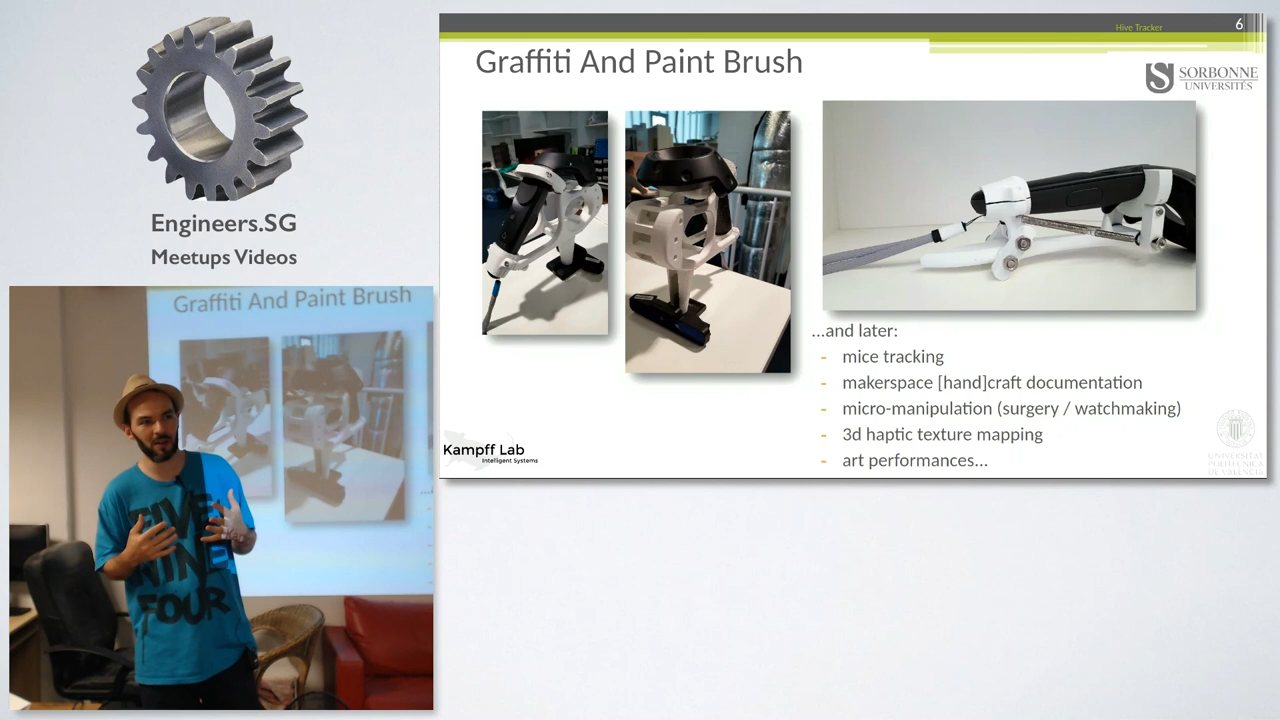 Engineers.SG
Meetups Videos
Graffiti And Paint Brush
FIVE
NINE
FOUR
Hive Tracker
6
Graffiti And Paint Brush
SORBONNE
UNIVERSITÉS
...and later:
- mice tracking
- makerspace [hand]craft documentation
- micro-manipulation (surgery / watchmaking)
- 3d haptic texture mapping
- art performances...
Kampff Lab
Intelligent Systems
UNIVERSITAT
POLITÈCNICA
DE VALÈNCIA